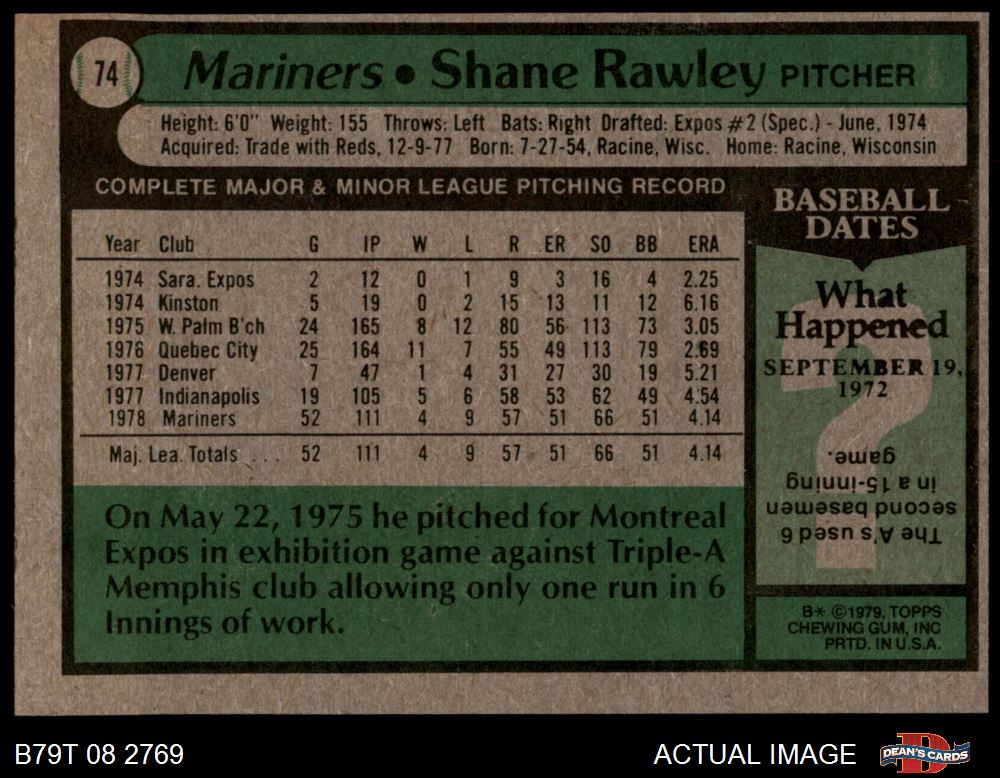 74
Mariners • Shane Rawley PITCHER
Height: 6'0" Weight: 155 Throws: Left Bats: Right Drafted: Expos #2 (Spec.) - June, 1974
Acquired: Trade with Reds, 12-9-77 Born: 7-27-54, Racine, Wisc. Home: Racine, Wisconsin
COMPLETE MAJOR & MINOR LEAGUE PITCHING RECORD
Year Club G IP W L R ER SO BB ERA
1974 Sara. Expos 2 12 0 1 9 3 16 4 2.25
1974 Kinston 5 19 0 2 15 13 11 12 6.16
1975 W. Palm B'ch 24 165 8 12 80 56 113 73 3.05
1976 Quebec City 25 164 11 7 55 49 113 79 2.69
1977 Denver 7 47 1 4 31 27 30 19 5.21
1977 Indianapolis 19 105 5 6 58 53 62 49 4.54
1978 Mariners 52 111 4 9 57 51 66 51 4.14
Maj. Lea. Totals . . . 52 111 4 9 57 51 66 51 4.14
On May 22, 1975 he pitched for Montreal
Expos in exhibition game against Triple-A
Memphis club allowing only one run in 6
Innings of work.
BASEBALL
DATES
What
Happened
SEPTEMBER 19,
1972
?
The A's used 6
second basemen
in a 15-inning
game.
B* ©1979, TOPPS
CHEWING GUM, INC
PRTD. IN U.S.A.
B79T 08 2769
ACTUAL IMAGE
D
DEAN'S CARDS